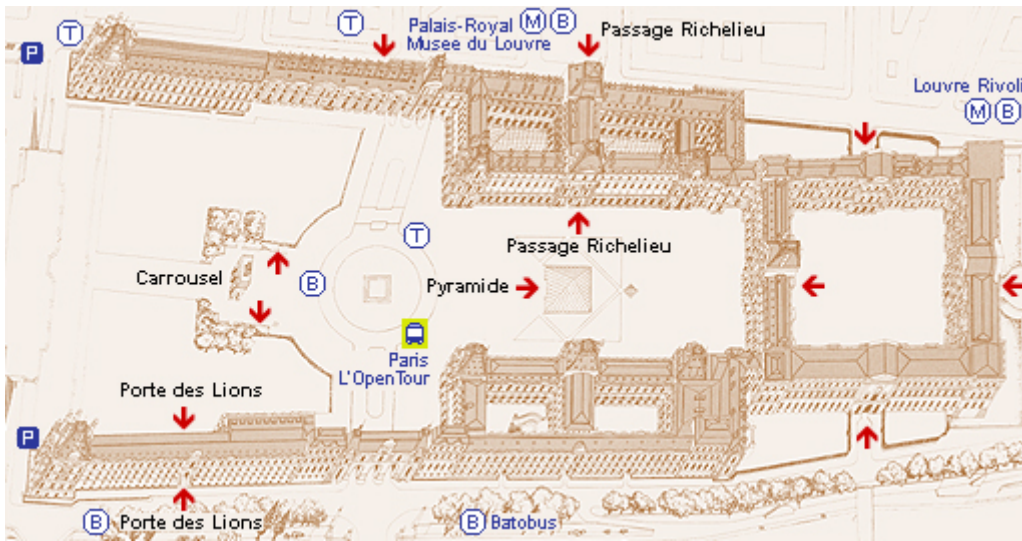 T
T
Palais-Royal M B
Musee du Louvre
Passage Richelieu
P
Louvre Rivoli
M B
T
Passage Richelieu
Carrousel
B
Pyramide
Paris
L'OpenTour
Porte des Lions
P
B Porte des Lions
B Batobus